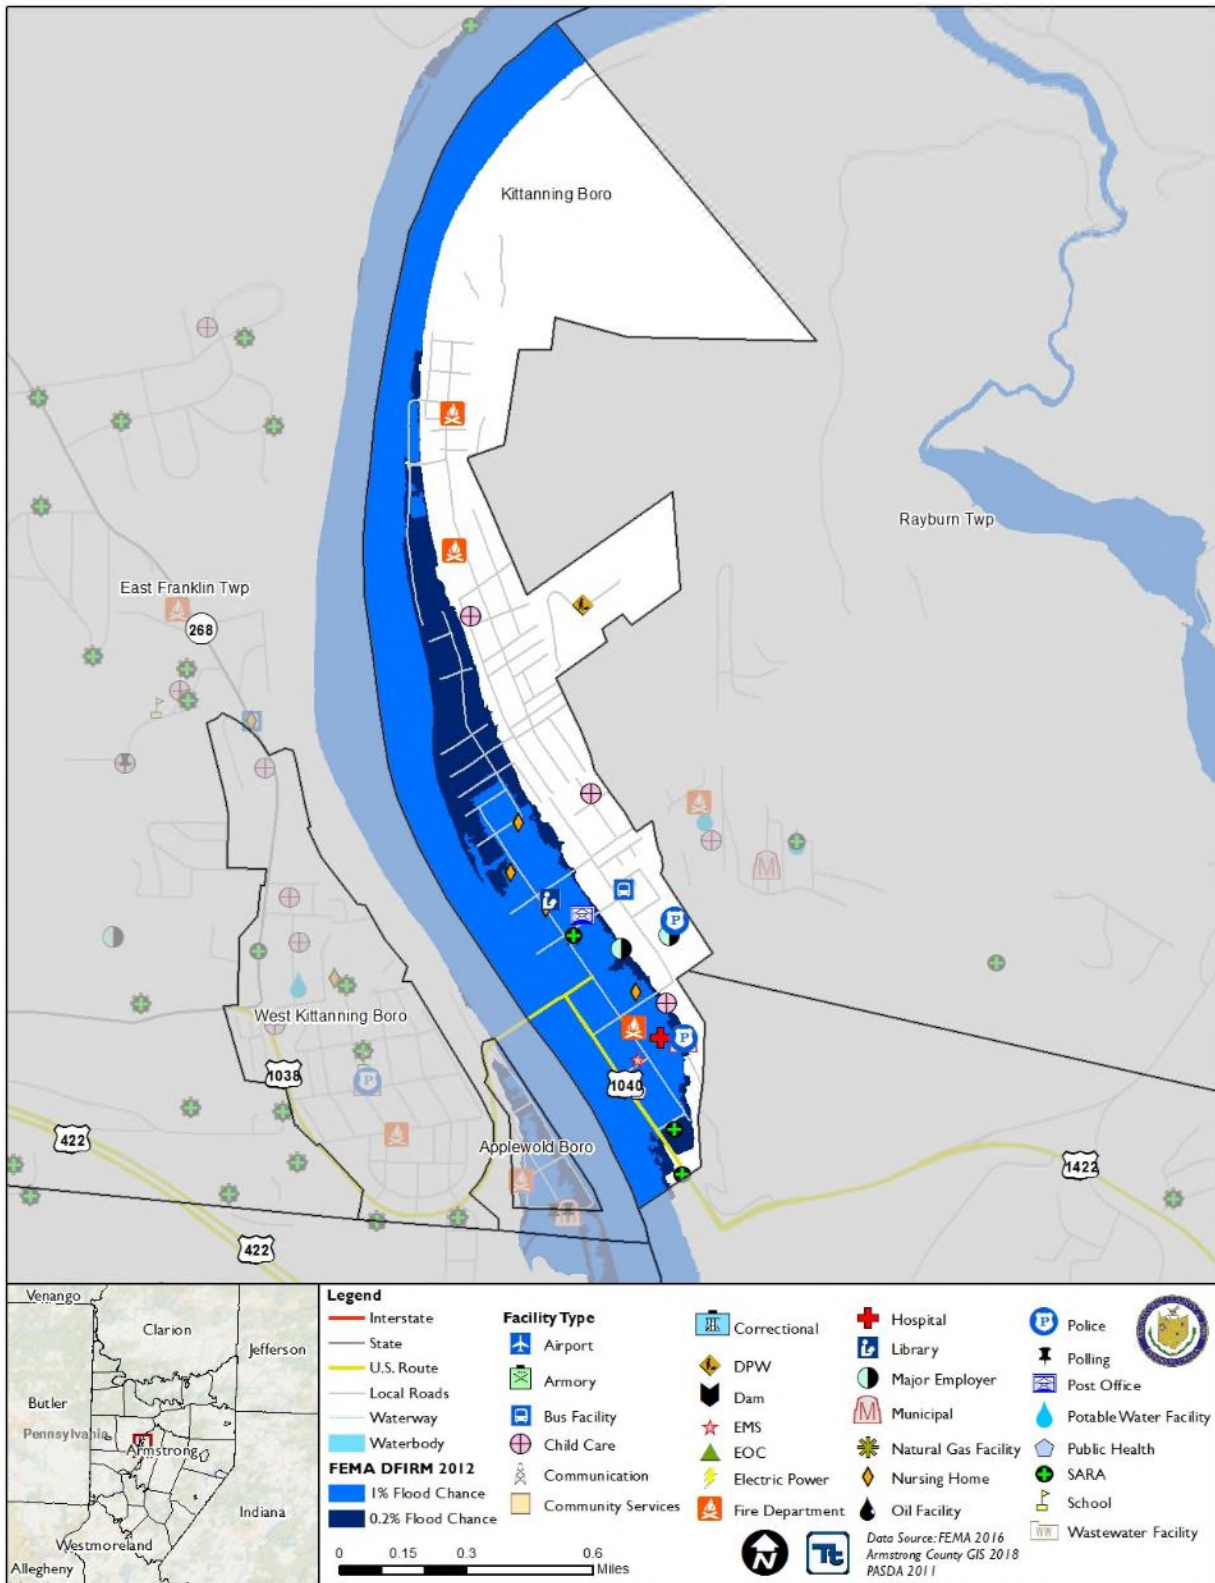 Kittanning Boro
Rayburn Twp
East Franklin Twp
268
West Kittanning Boro
1038
1040
Applewold Boro
422
1422
422
P
P
P
M
Venango
Clarion
Jefferson
Butler
Pennsylvania
Armstrong
Indiana
Westmoreland
Allegheny
Legend
Interstate
State
U.S. Route
Local Roads
Waterway
Waterbody
FEMA DFIRM 2012
1% Flood Chance
0.2% Flood Chance
0 0.15 0.3 0.6
Miles
Facility Type
Airport
Armory
Bus Facility
Child Care
Communication
Community Services
Correctional
DPW
Dam
EMS
EOC
Electric Power
Fire Department
Hospital
Library
Major Employer
M Municipal
Natural Gas Facility
Nursing Home
Oil Facility
P Police
Polling
Post Office
Potable Water Facility
Public Health
SARA
School
WW Wastewater Facility
N
Tt
Data Source: FEMA 2016
Armstrong County GIS 2018
PASDA 2011